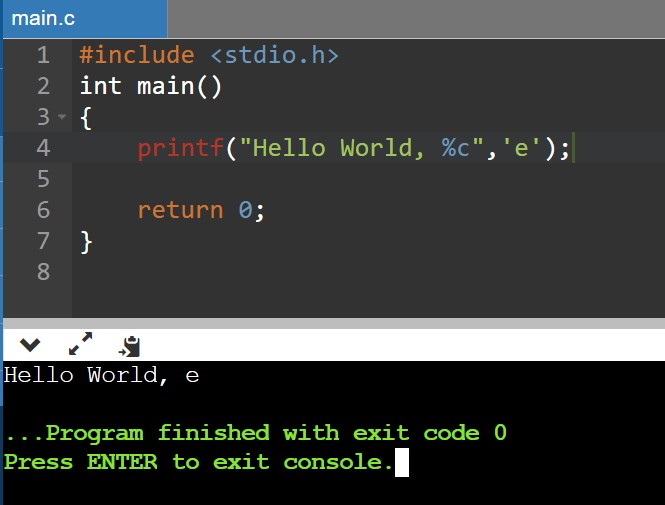 main.c
1 #include <stdio.h>
2 int main()
3 {
4     printf("Hello World, %c",'e');
5
6     return 0;
7 }
8
Hello World, e
...Program finished with exit code 0
Press ENTER to exit console.